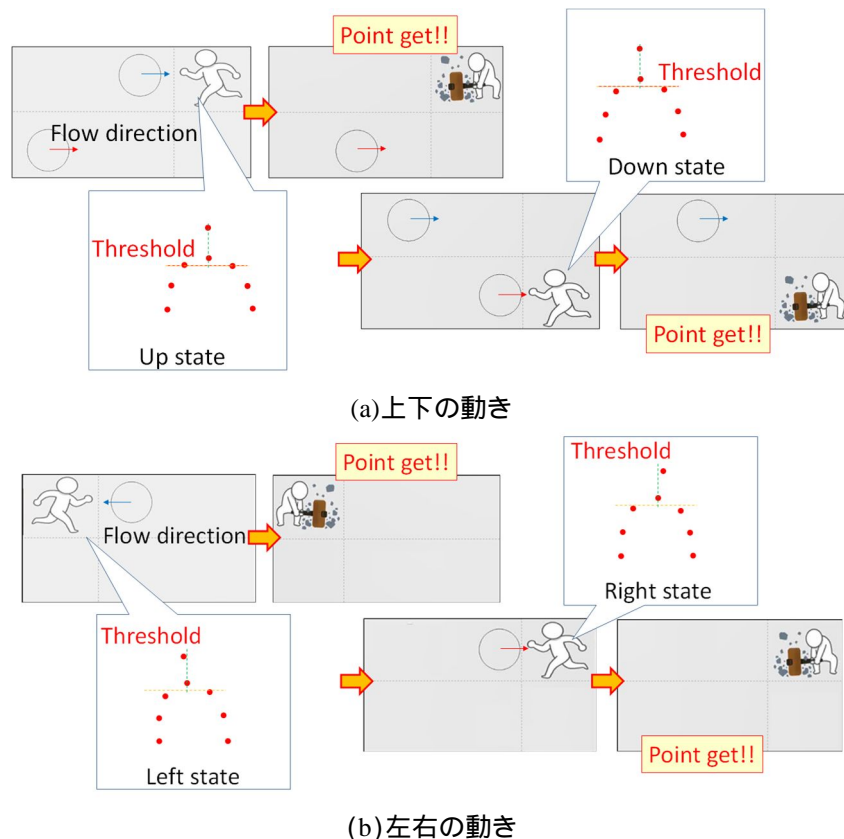 Point get!!
Flow direction
Threshold
Down state
Threshold
Up state
Point get!!
(a)上下の動き
Point get!!
Threshold
Flow direction
Right state
Threshold
Left state
Point get!!
(b)左右の動き